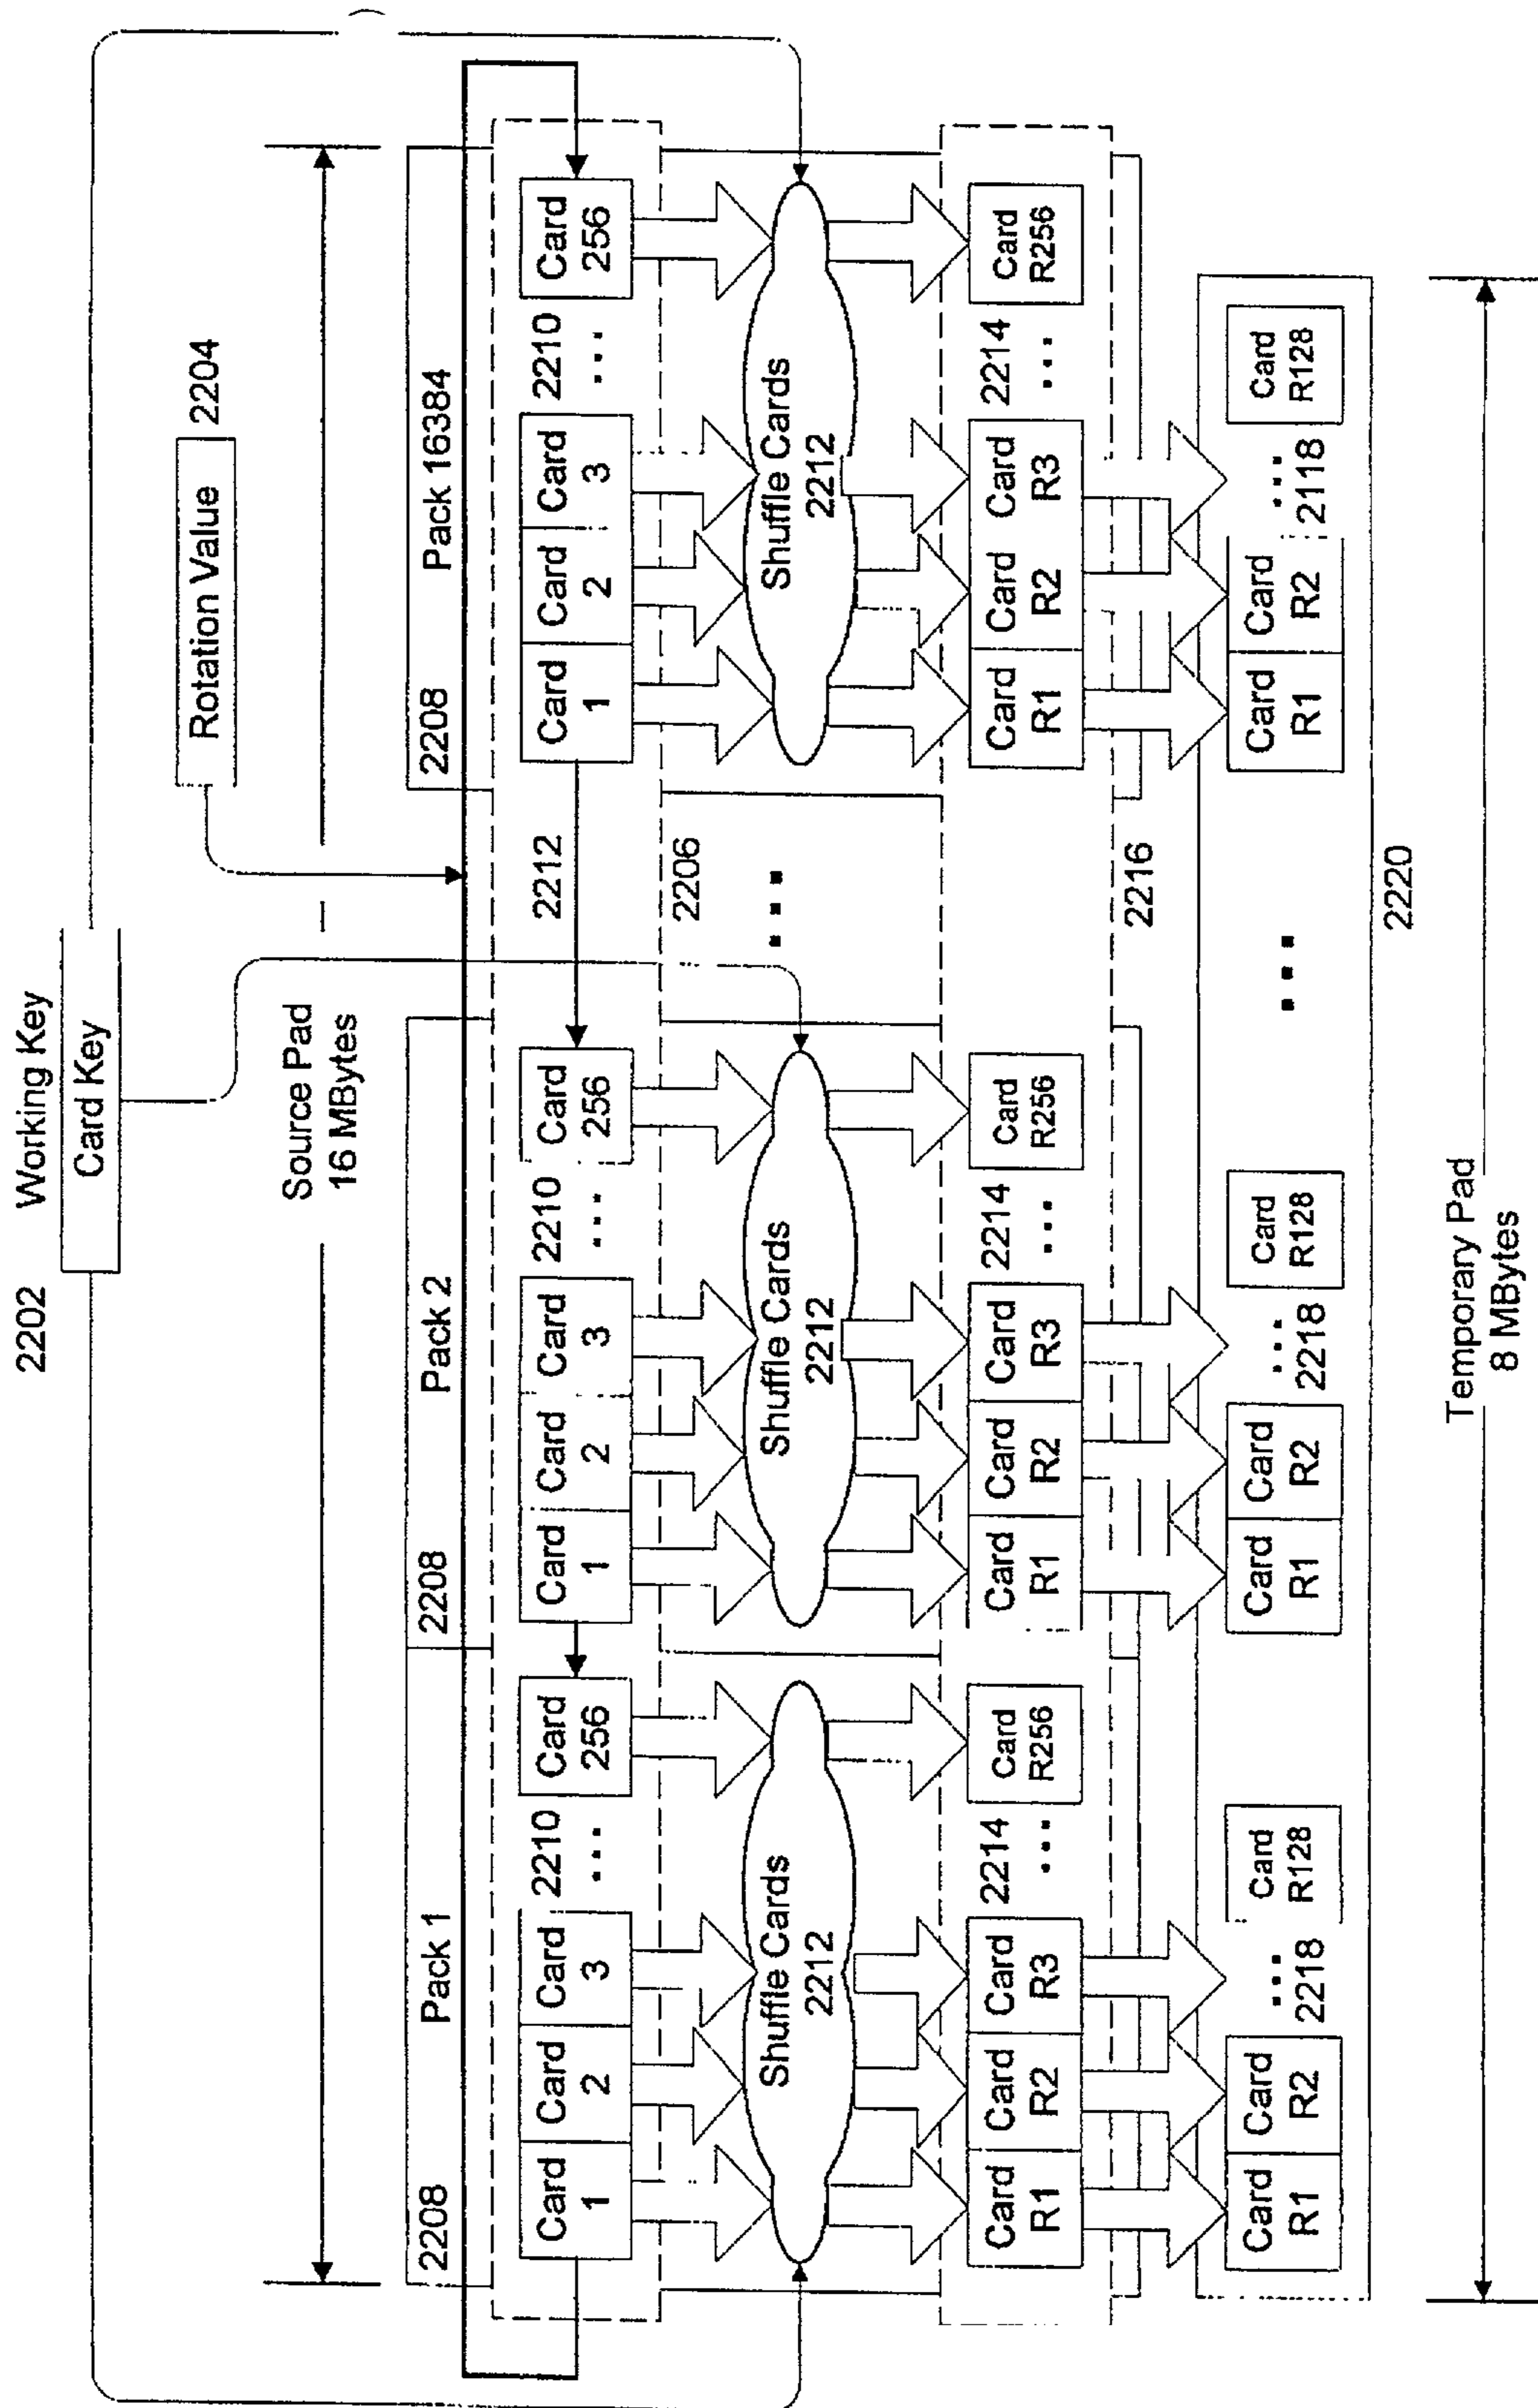 2202
Working Key
Card Key
Rotation Value
2204
Source Pad
16 MBytes
2208
Pack 1
2208
Pack 2
2208
Pack 16384
Card
1
Card
2
Card
3
2210
...
Card
256
Card
1
Card
2
Card
3
2210
...
Card
256
2212
Card
1
Card
2
Card
3
2210
...
Card
256
2206
Shuffle Cards
2212
Shuffle Cards
2212
...
Shuffle Cards
2212
Card
R1
Card
R2
Card
R3
2214
...
Card
R256
Card
R1
Card
R2
Card
R3
2214
...
Card
R256
Card
R1
Card
R2
Card
R3
2214
...
Card
R256
2216
Card
R1
Card
R2
...
2218
Card
R128
Card
R1
Card
R2
...
2218
Card
R128
...
Card
R1
Card
R2
...
2118
Card
R128
2220
Temporary Pad
8 MBytes